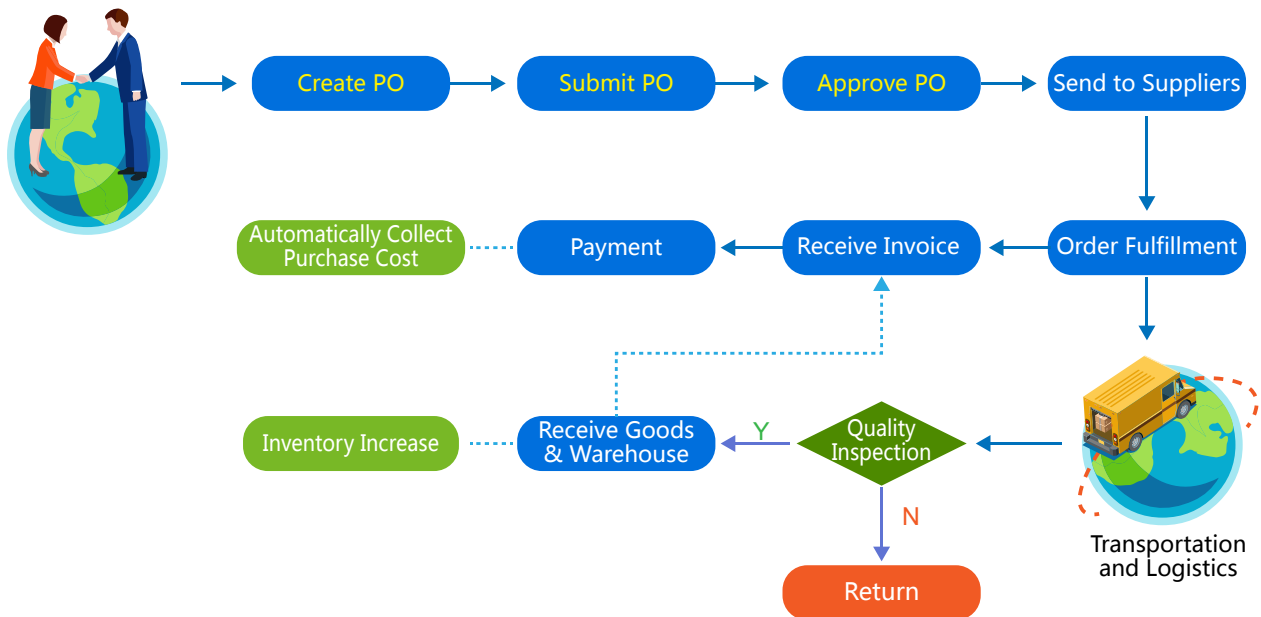 Create PO
Submit PO
Approve PO
Send to Suppliers
Automatically Collect
Purchase Cost
Payment
Receive Invoice
Order Fulfillment
Inventory Increase
Receive Goods
& Warehouse
Y
Quality
Inspection
N
Transportation
and Logistics
Return